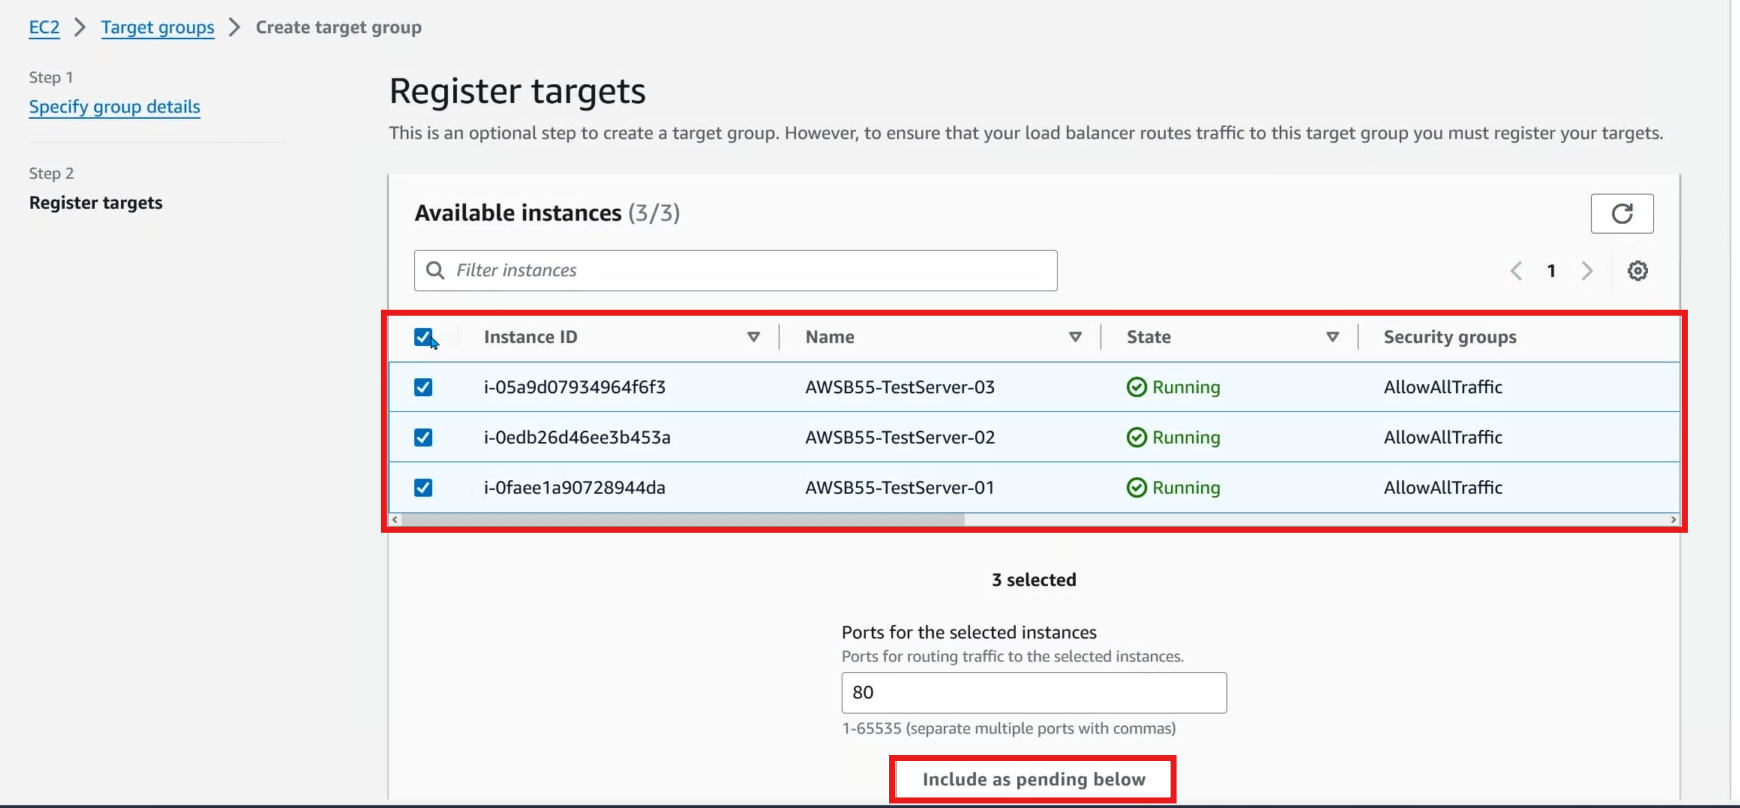 EC2 > Target groups > Create target group
Step 1
Specify group details
Step 2
Register targets
Register targets
This is an optional step to create a target group. However, to ensure that your load balancer routes traffic to this target group you must register your targets.
Available instances (3/3)
Filter instances
1
Instance ID Name State Security groups
i-05a9d07934964f6f3 AWSB55-TestServer-03 Running AllowAllTraffic
i-0edb26d46ee3b453a AWSB55-TestServer-02 Running AllowAllTraffic
i-0faee1a90728944da AWSB55-TestServer-01 Running AllowAllTraffic
3 selected
Ports for the selected instances
Ports for routing traffic to the selected instances.
80
1-65535 (separate multiple ports with commas)
Include as pending below